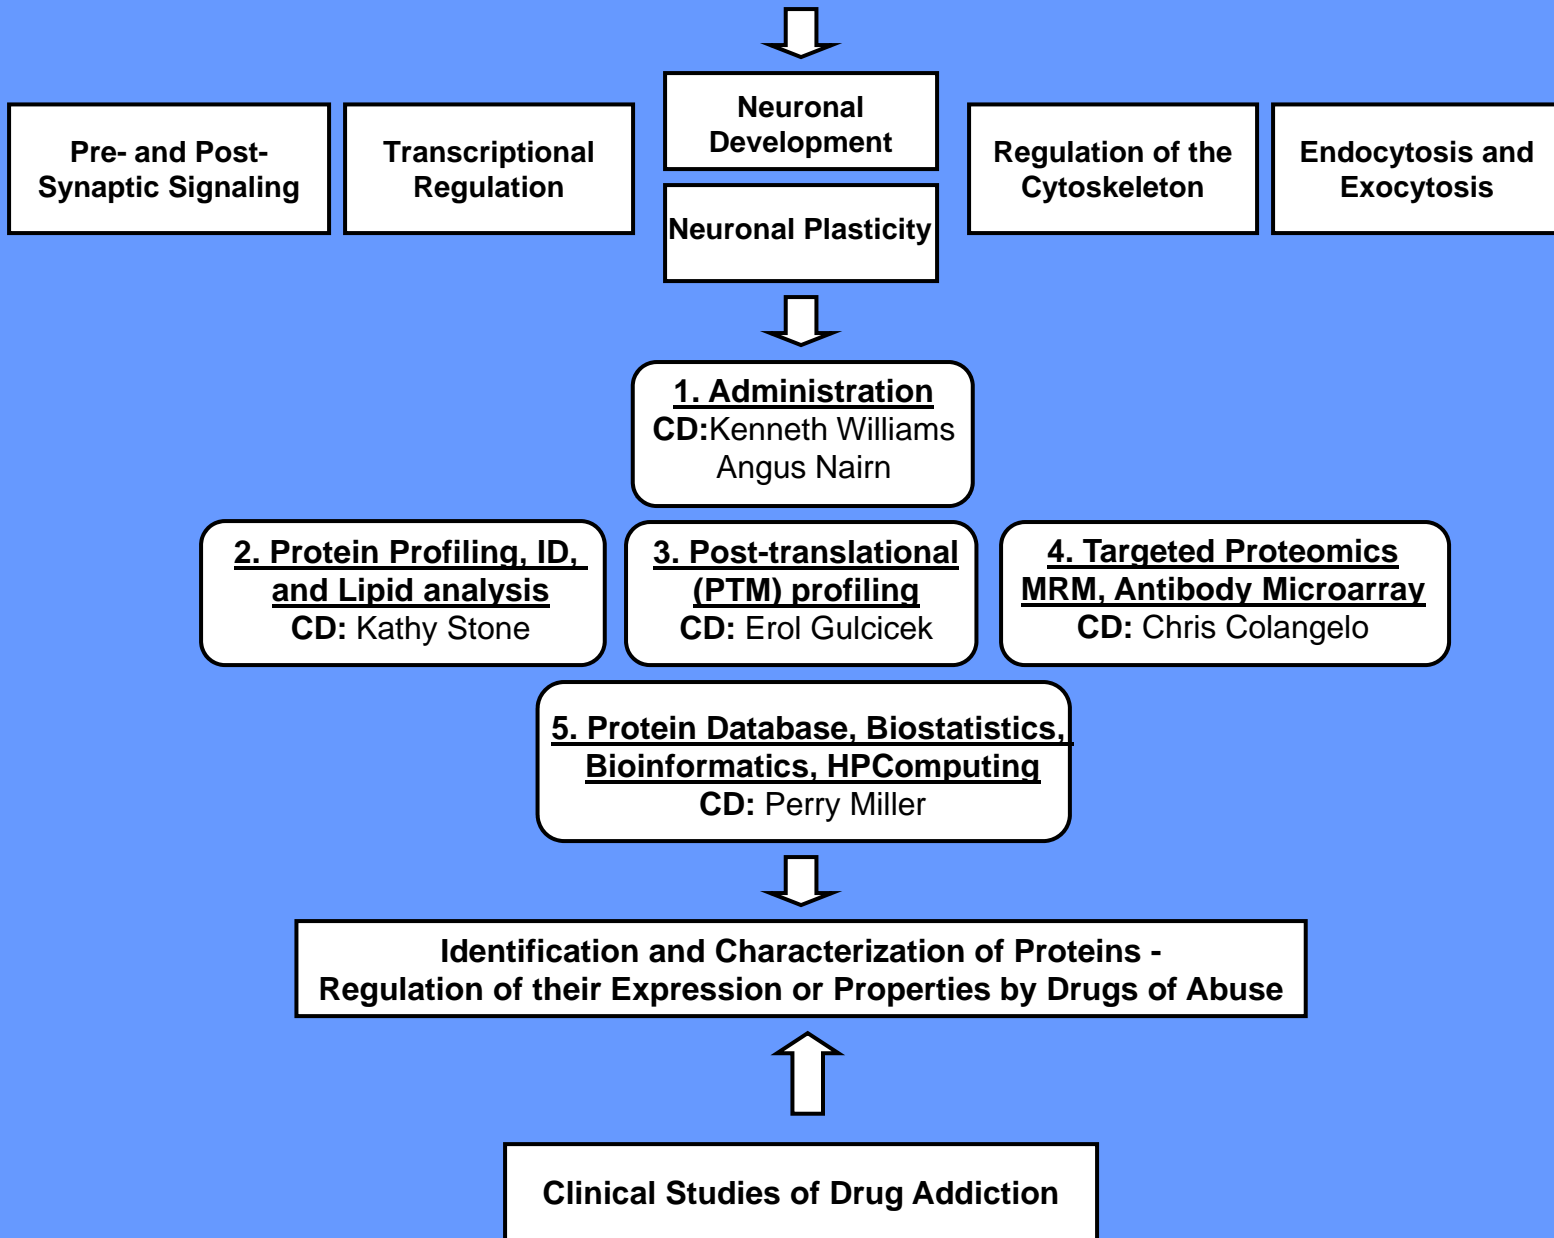 Neuronal
Development
Pre- and Post-
Synaptic Signaling
Transcriptional
Regulation
Neuronal Plasticity
Regulation of the
Cytoskeleton
Endocytosis and
Exocytosis
1. Administration
CD:Kenneth Williams
Angus Nairn
2. Protein Profiling, ID,
and Lipid analysis
CD: Kathy Stone
3. Post-translational
(PTM) profiling
CD: Erol Gulcicek
4. Targeted Proteomics
MRM, Antibody Microarray
CD: Chris Colangelo
5. Protein Database, Biostatistics,
Bioinformatics, HPComputing
CD: Perry Miller
Identification and Characterization of Proteins -
Regulation of their Expression or Properties by Drugs of Abuse
Clinical Studies of Drug Addiction